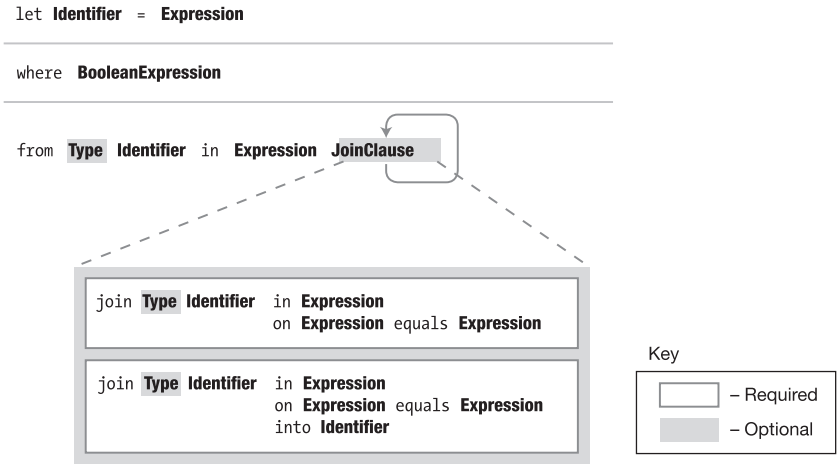 let Identifier = Expression
where BooleanExpression
from Type Identifier in Expression JoinClause
join Type Identifier in Expression
on Expression equals Expression
join Type Identifier in Expression
on Expression equals Expression
into Identifier
Key
– Required
– Optional